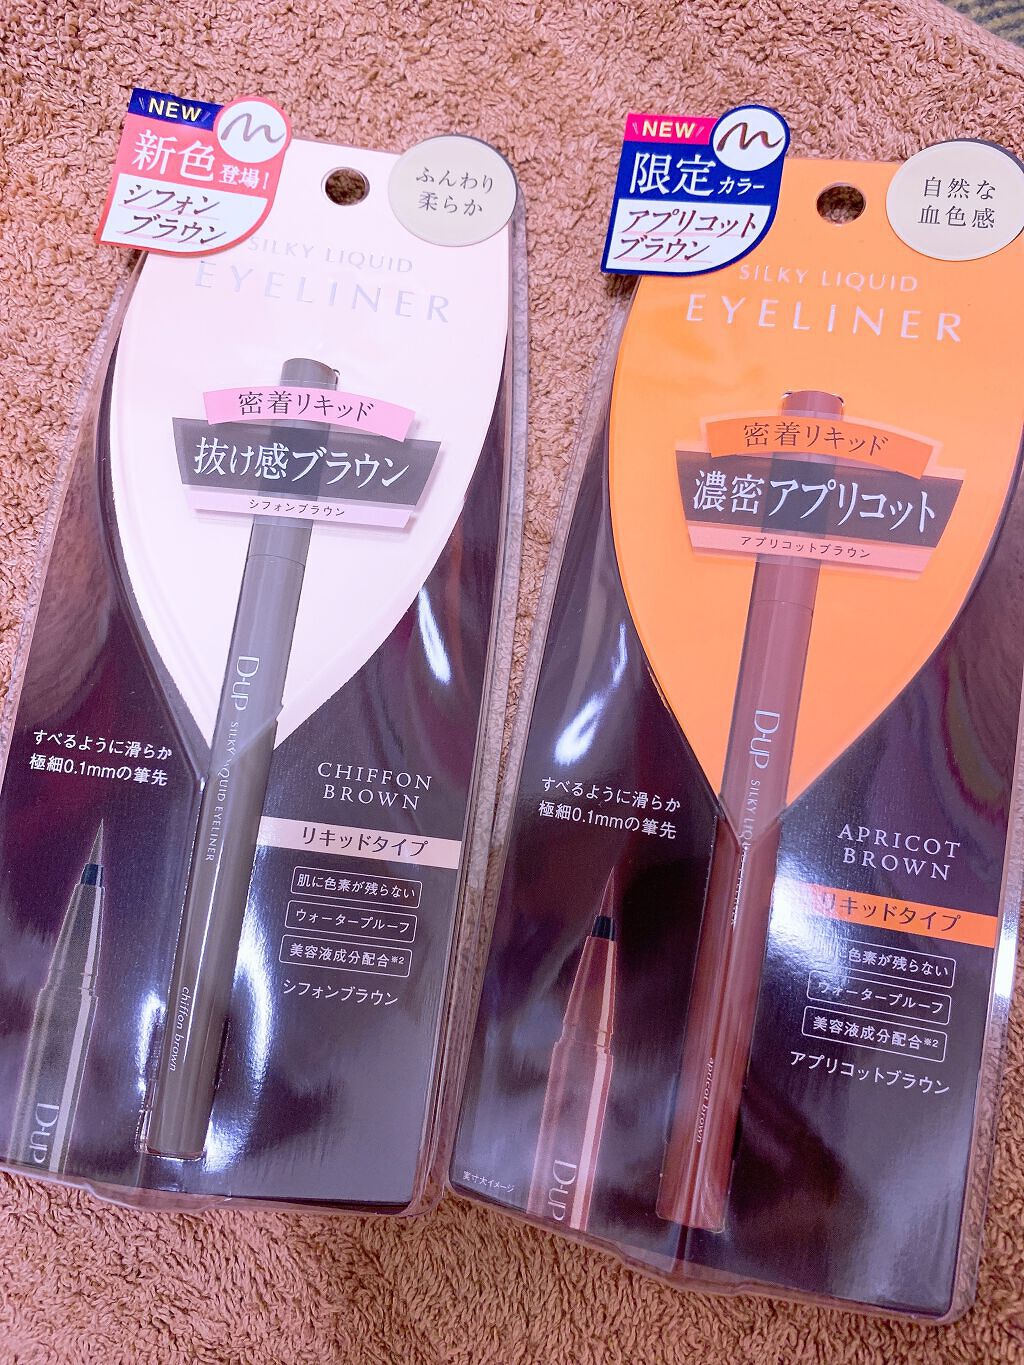 NEW
新色登場!
シフォン
ブラウン
ふんわり
柔らか
SILKY LIQUID
EYELINER
密着リキッド
抜け感ブラウン
シフォンブラウン
D-UP SILKY LIQUID EYELINER
chiffon brown
すべるように滑らか
極細0.1mmの筆先
CHIFFON
BROWN
リキッドタイプ
肌に色素が残らない
ウォータープルーフ
美容液成分配合※2
シフォンブラウン
D-UP
NEW
限定カラー
アプリコット
ブラウン
自然な
血色感
SILKY LIQUID
EYELINER
密着リキッド
濃密アプリコット
アプリコットブラウン
D-UP SILKY LIQUID EYELINER
apricot brown
すべるように滑らか
極細0.1mmの筆先
APRICOT
BROWN
リキッドタイプ
肌に色素が残らない
ウォータープルーフ
美容液成分配合※2
アプリコットブラウン
D-UP
実寸大イメージ